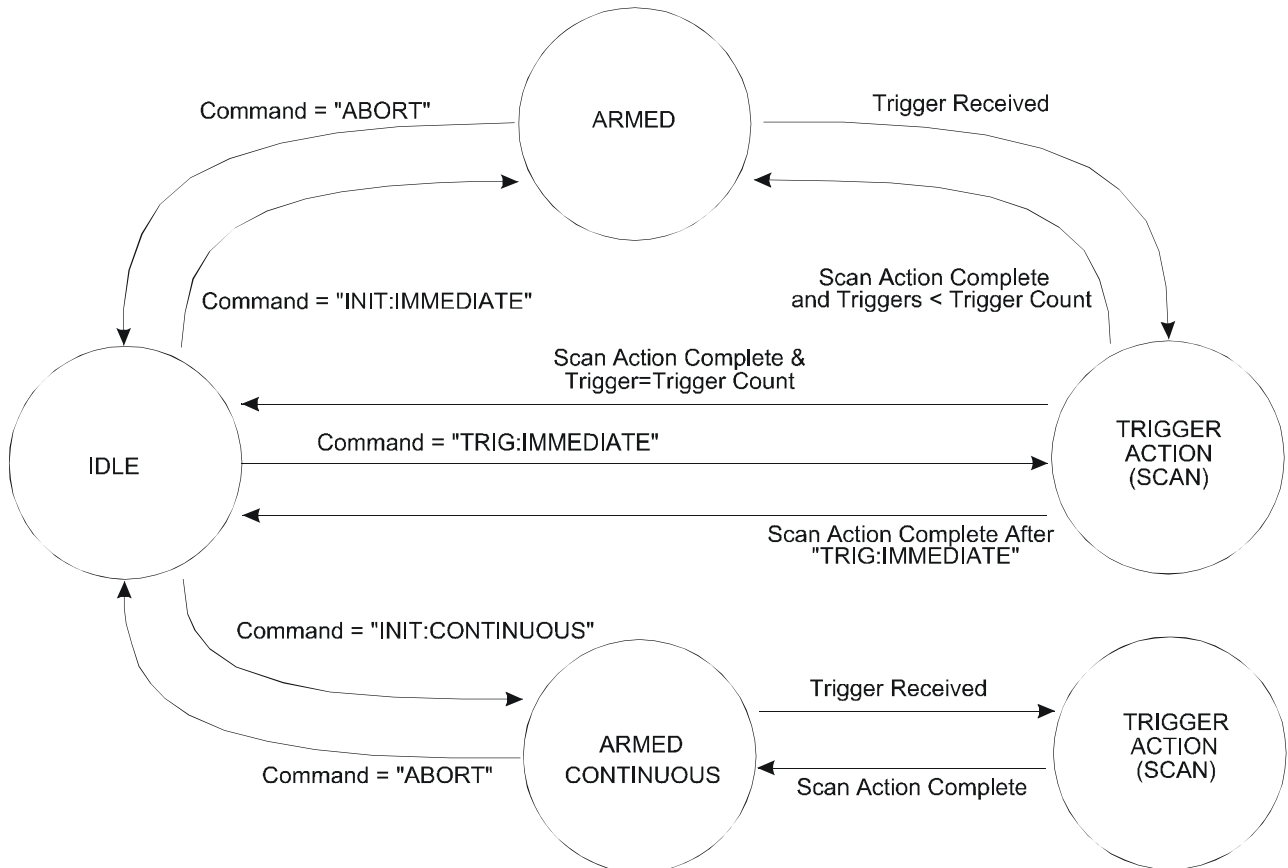 Command = "ABORT"
ARMED
Trigger Received
Command = "INIT:IMMEDIATE"
Scan Action Complete
and Triggers < Trigger Count
Scan Action Complete &
Trigger=Trigger Count
Command = "TRIG:IMMEDIATE"
IDLE
TRIGGER
ACTION
(SCAN)
Scan Action Complete After
"TRIG:IMMEDIATE"
Command = "INIT:CONTINUOUS"
Trigger Received
ARMED
CONTINUOUS
TRIGGER
ACTION
(SCAN)
Command = "ABORT"
Scan Action Complete